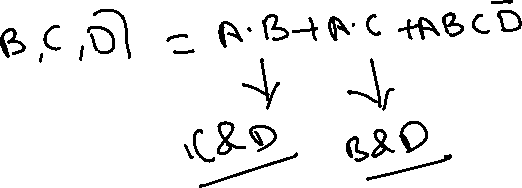 B,C,D) = A·B+A·C+ABCD̅
C&D B&D